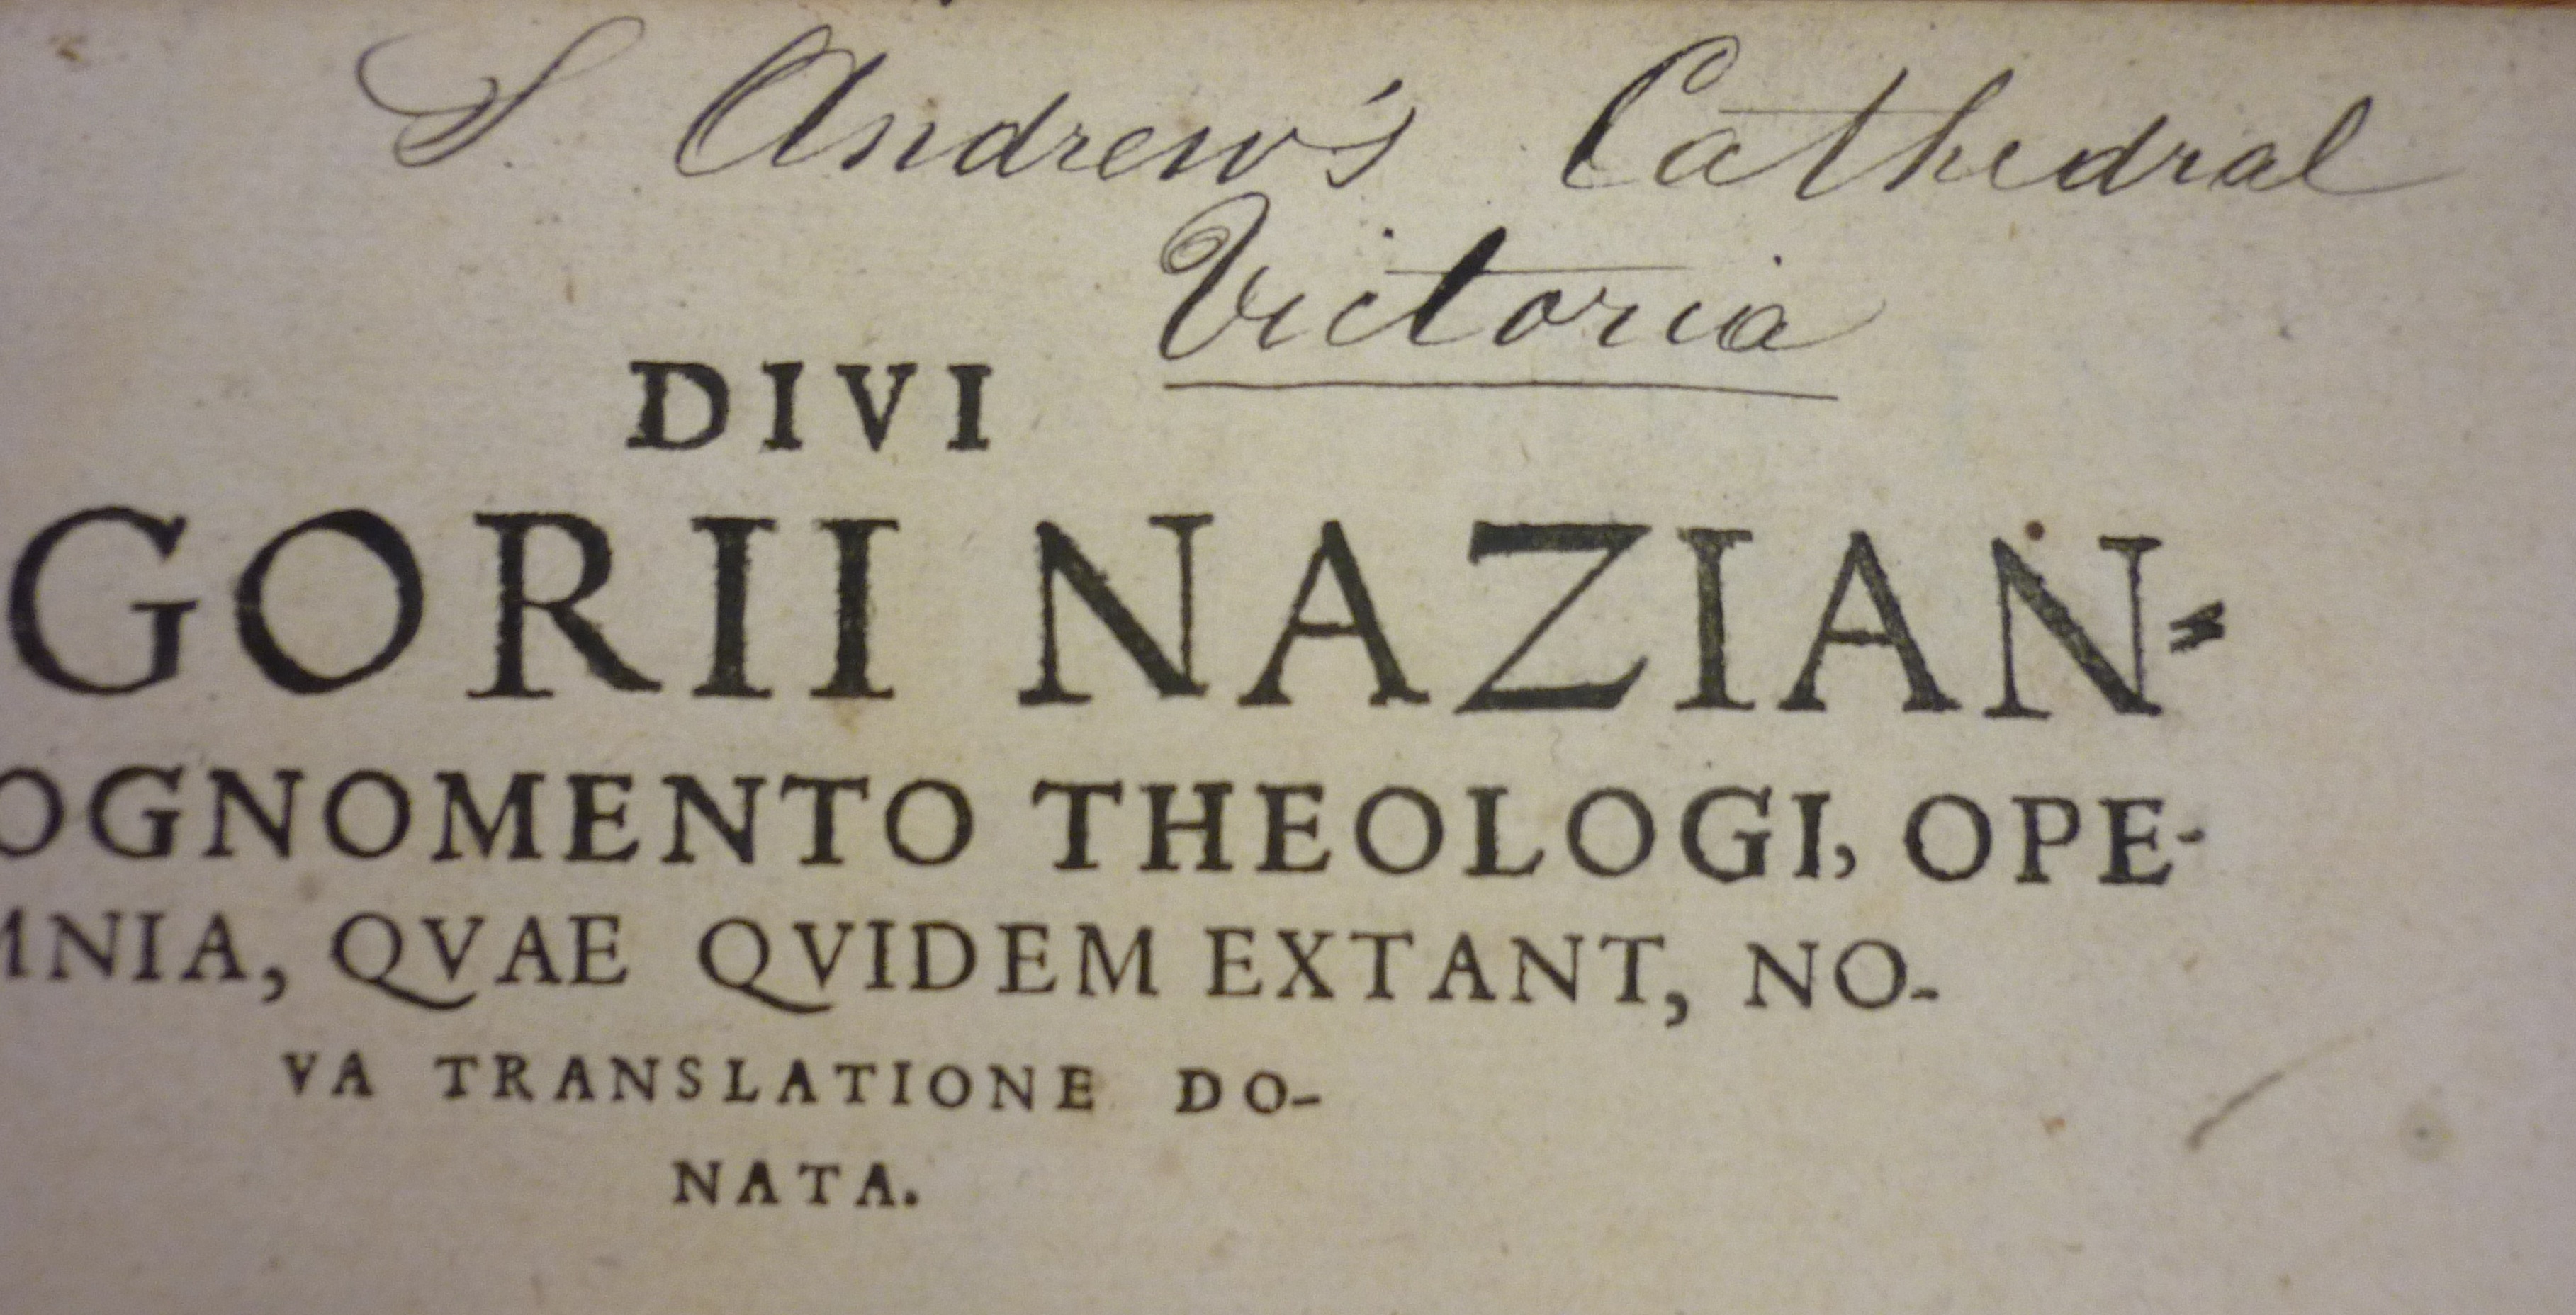 S. Andrew's Cathedral
Victoria
DIVI
GORII NAZIAN-
OGNOMENTO THEOLOGI, OPE-
MNIA, QVAE QVIDEM EXTANT, NO-
VA TRANSLATIONE DO-
NATA.